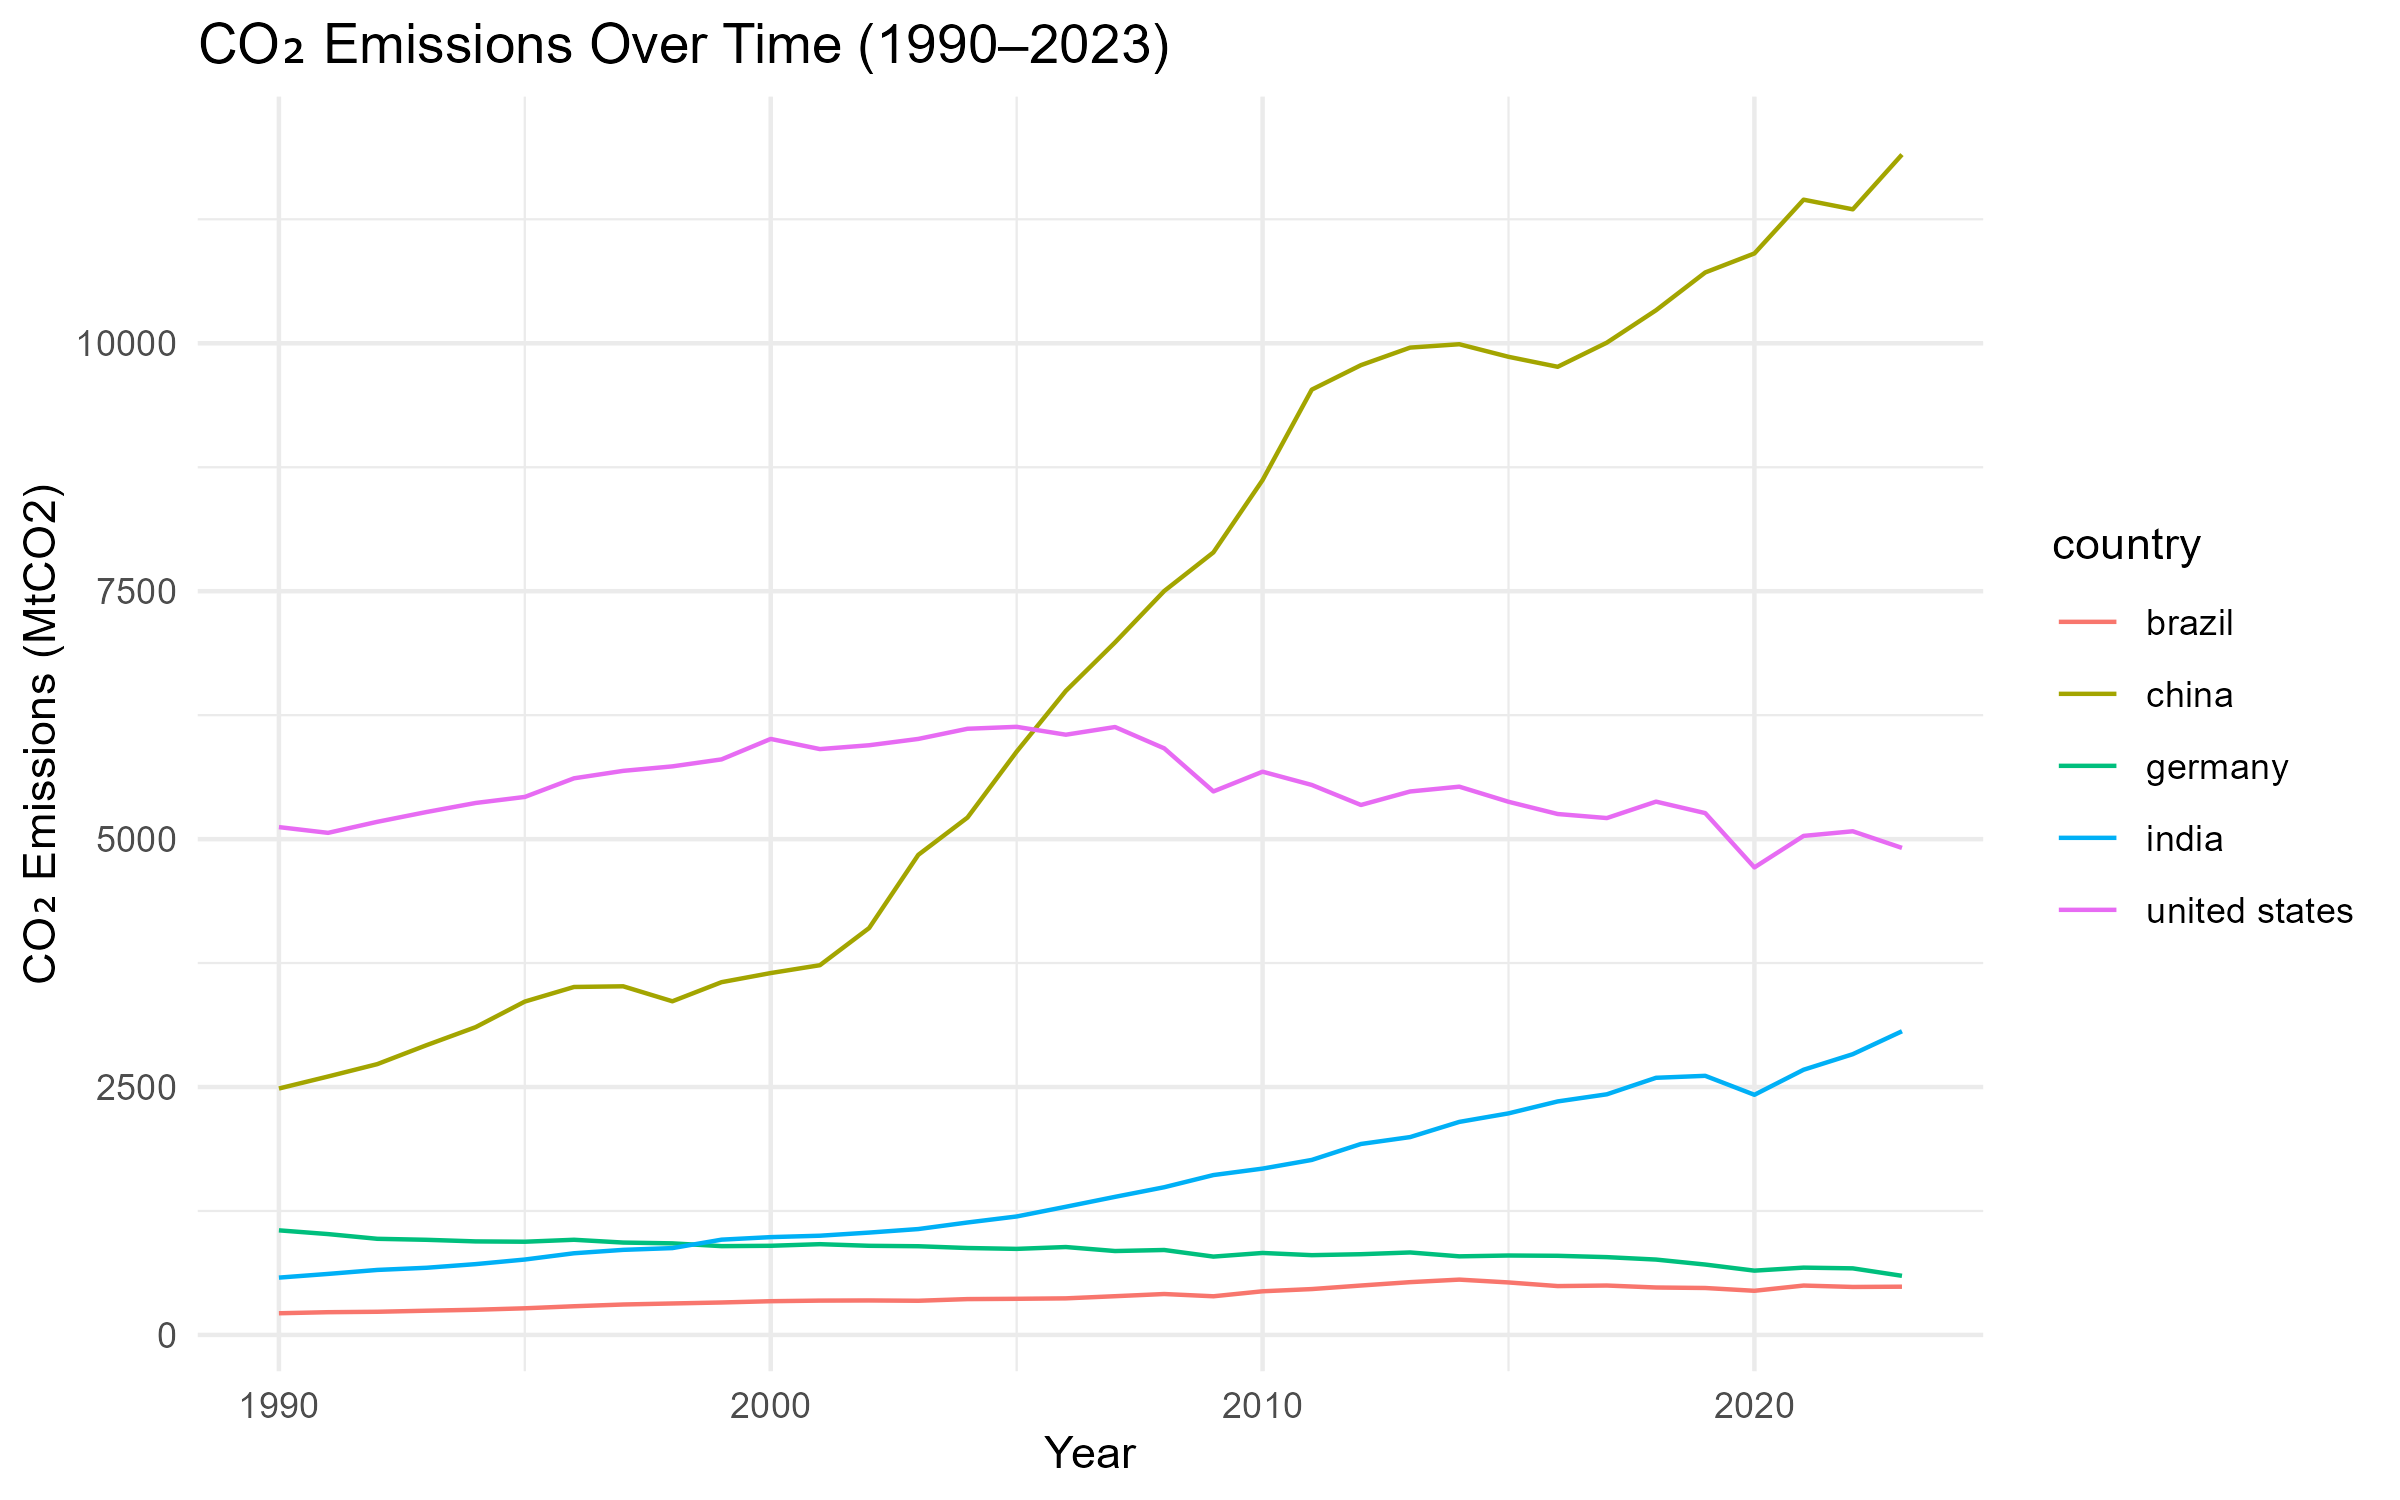 CO₂ Emissions Over Time (1990–2023)
CO₂ Emissions (MtCO2)
10000
7500
5000
2500
0
1990
2000
2010
2020
Year
country
brazil
china
germany
india
united states